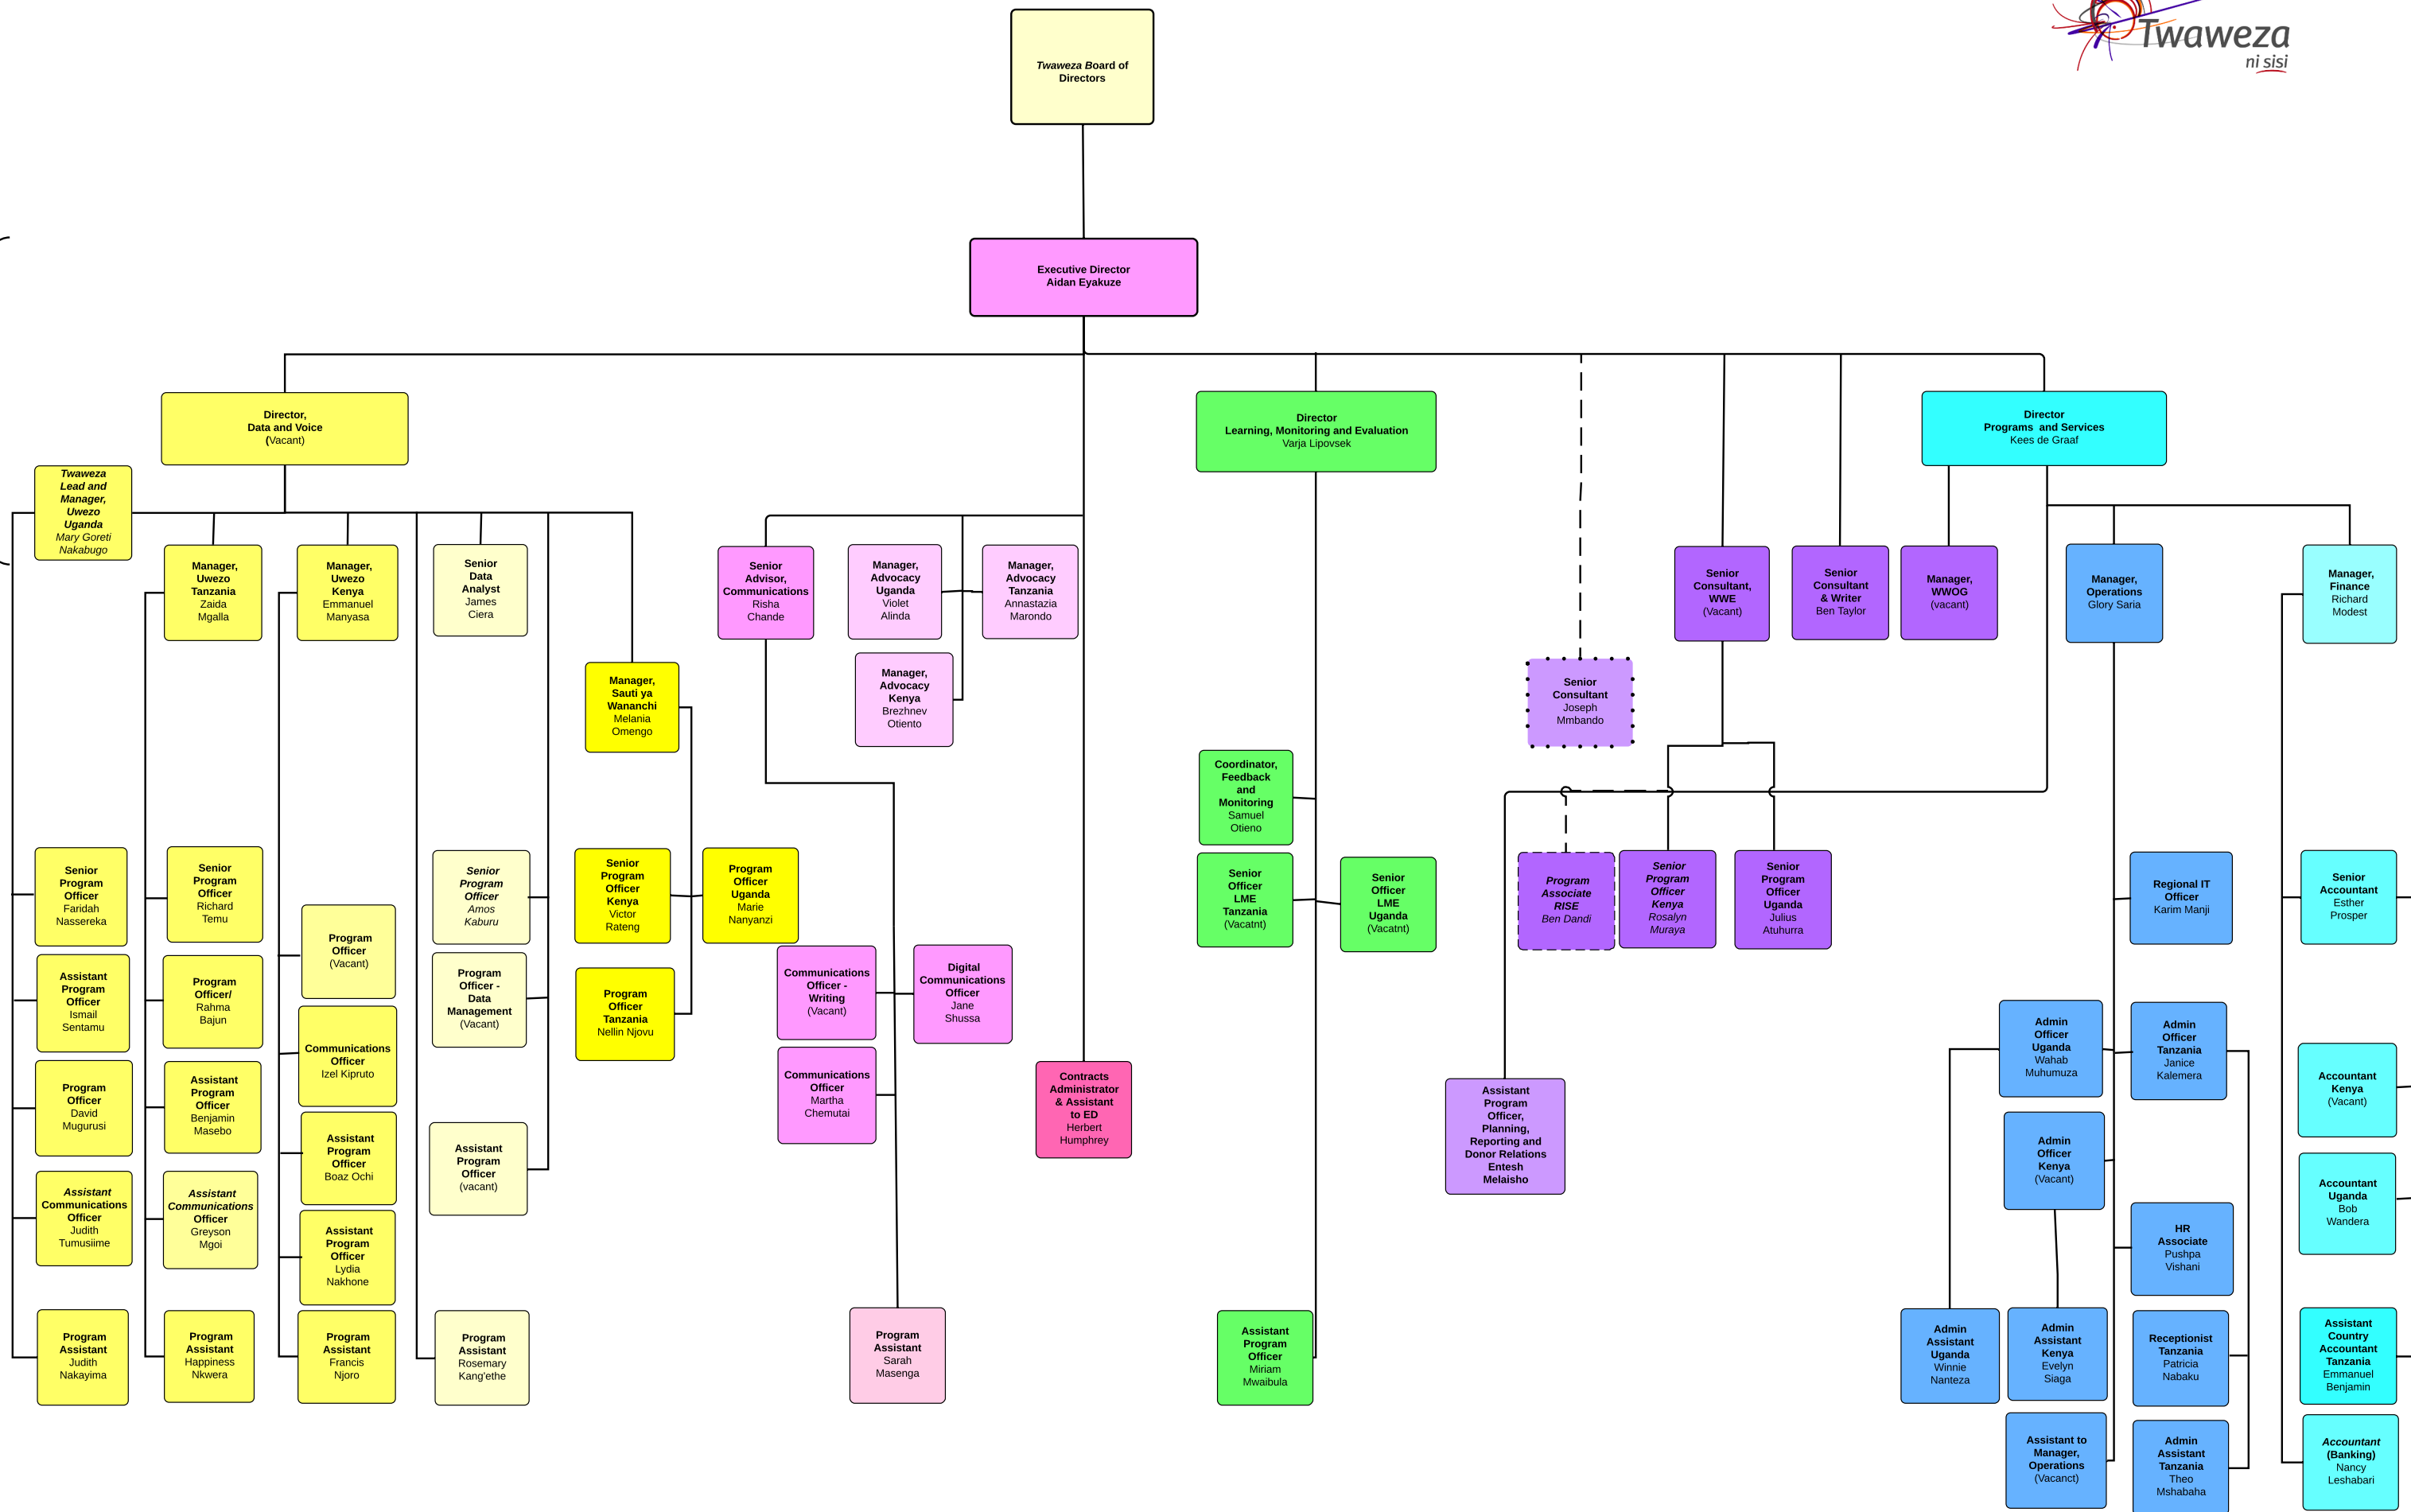 Twaweza
ni sisi
Twaweza Board of
Directors
Executive Director
Aidan Eyakuze
Director,
Data and Voice
(Vacant)
Director
Learning, Monitoring and Evaluation
Varja Lipovsek
Director
Programs and Services
Kees de Graaf
Twaweza
Lead and
Manager,
Uwezo
Uganda
Mary Goreti
Nakabugo
Manager,
Uwezo
Tanzania
Zaida
Mgalla
Manager,
Uwezo
Kenya
Emmanuel
Manyasa
Senior
Data
Analyst
James
Ciera
Manager,
Sauti ya
Wananchi
Melania
Omengo
Senior
Advisor,
Communications
Risha
Chande
Manager,
Advocacy
Uganda
Violet
Alinda
Manager,
Advocacy
Tanzania
Annastazia
Marondo
Manager,
Advocacy
Kenya
Brezhnev
Otiento
Senior
Consultant
Joseph
Mmbando
Senior
Consultant,
WWE
(Vacant)
Senior
Consultant
& Writer
Ben Taylor
Manager,
WWOG
(vacant)
Manager,
Operations
Glory Saria
Manager,
Finance
Richard
Modest
Coordinator,
Feedback
and
Monitoring
Samuel
Otieno
Senior
Program
Officer
Faridah
Nassereka
Senior
Program
Officer
Richard
Temu
Program
Officer
(Vacant)
Senior
Program
Officer
Amos
Kaburu
Senior
Program
Officer
Kenya
Victor
Rateng
Program
Officer
Uganda
Marie
Nanyanzi
Senior
Officer
LME
Tanzania
(Vacatnt)
Senior
Officer
LME
Uganda
(Vacatnt)
Program
Associate
RISE
Ben Dandi
Senior
Program
Officer
Kenya
Rosalyn
Muraya
Senior
Program
Officer
Uganda
Julius
Atuhurra
Regional IT
Officer
Karim Manji
Senior
Accountant
Esther
Prosper
Assistant
Program
Officer
Ismail
Sentamu
Program
Officer/
Rahma
Bajun
Communications
Officer
Izel Kipruto
Program
Officer -
Data
Management
(Vacant)
Program
Officer
Tanzania
Nellin Njovu
Communications
Officer -
Writing
(Vacant)
Digital
Communications
Officer
Jane
Shussa
Admin
Officer
Uganda
Wahab
Muhumuza
Admin
Officer
Tanzania
Janice
Kalemera
Accountant
Kenya
(Vacant)
Program
Officer
David
Mugurusi
Assistant
Program
Officer
Benjamin
Masebo
Assistant
Program
Officer
Boaz Ochi
Assistant
Program
Officer
(vacant)
Communications
Officer
Martha
Chemutai
Contracts
Administrator
& Assistant
to ED
Herbert
Humphrey
Assistant
Program
Officer,
Planning,
Reporting and
Donor Relations
Entesh
Melaisho
Admin
Officer
Kenya
(Vacant)
Accountant
Uganda
Bob
Wandera
Assistant
Communications
Officer
Judith
Tumusiime
Assistant
Communications
Officer
Greyson
Mgoi
Assistant
Program
Officer
Lydia
Nakhone
HR
Associate
Pushpa
Vishani
Program
Assistant
Judith
Nakayima
Program
Assistant
Happiness
Nkwera
Program
Assistant
Francis
Njoro
Program
Assistant
Rosemary
Kang'ethe
Program
Assistant
Sarah
Masenga
Assistant
Program
Officer
Miriam
Mwaibula
Admin
Assistant
Uganda
Winnie
Nanteza
Admin
Assistant
Kenya
Evelyn
Siaga
Receptionist
Tanzania
Patricia
Nabaku
Assistant
Country
Accountant
Tanzania
Emmanuel
Benjamin
Assistant to
Manager,
Operations
(Vacanct)
Admin
Assistant
Tanzania
Theo
Mshabaha
Accountant
(Banking)
Nancy
Leshabari